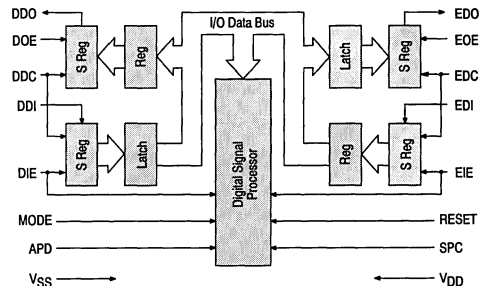 DDO
I/O Data Bus
EDO
DOE
S Reg
Reg
Latch
S Reg
EOE
DDC
EDC
DDI
EDI
S Reg
Latch
Digital Signal
Processor
Reg
S Reg
DIE
EIE
MODE
RESET
APD
SPC
VSS
VDD